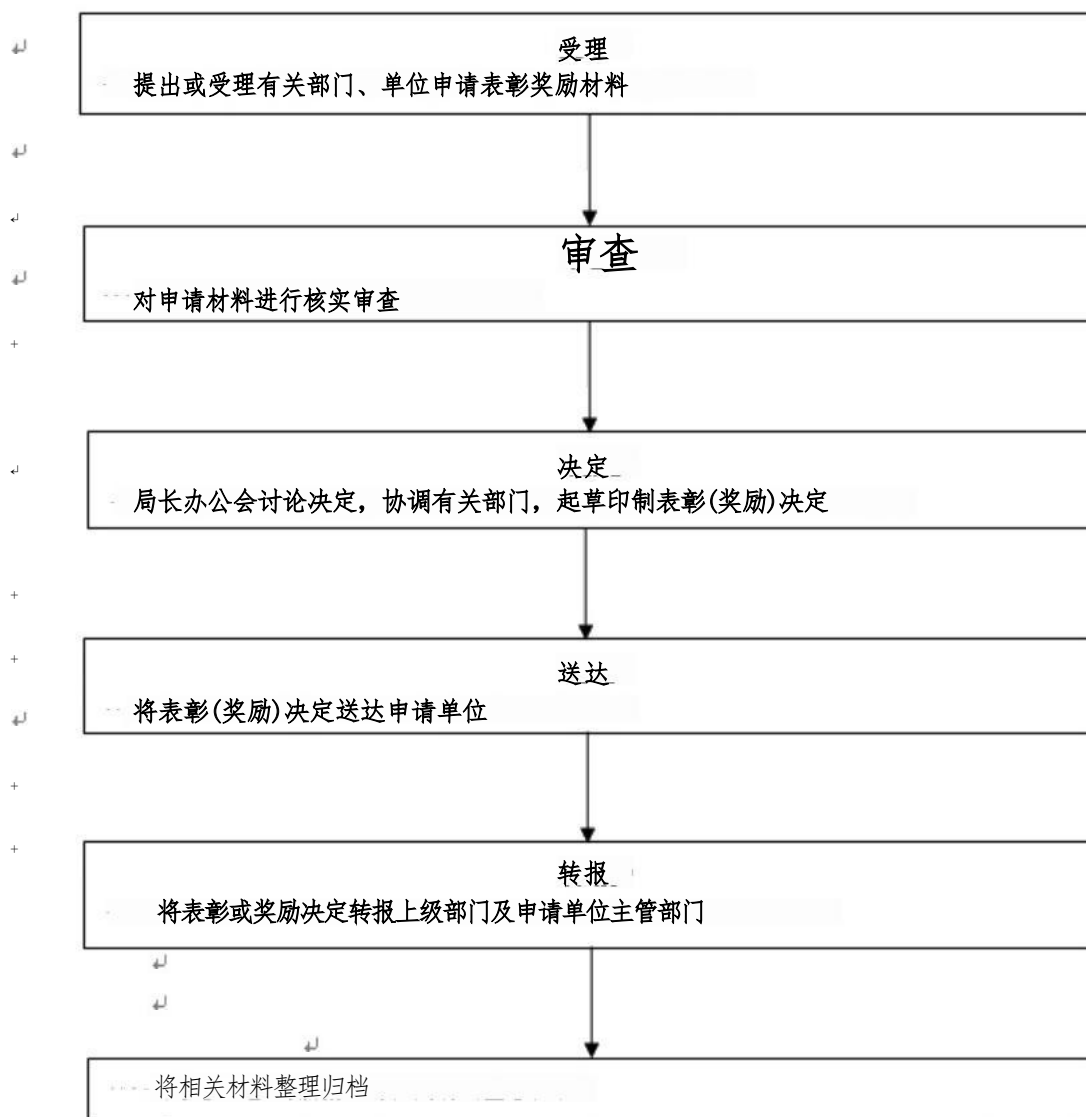 受理
提出或受理有关部门、单位申请表彰奖励材料
审查
对申请材料进行核实审查
决定
局长办公会讨论决定，协调有关部门，起草印制表彰(奖励)决定
送达
将表彰(奖励)决定送达申请单位
转报
将表彰或奖励决定转报上级部门及申请单位主管部门
将相关材料整理归档